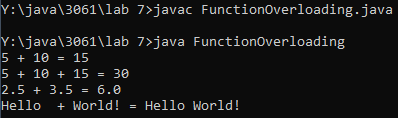 Y:\java\3061\lab 7>javac FunctionOverloading.java
Y:\java\3061\lab 7>java FunctionOverloading
5 + 10 = 15
5 + 10 + 15 = 30
2.5 + 3.5 = 6.0
Hello  + World! = Hello World!